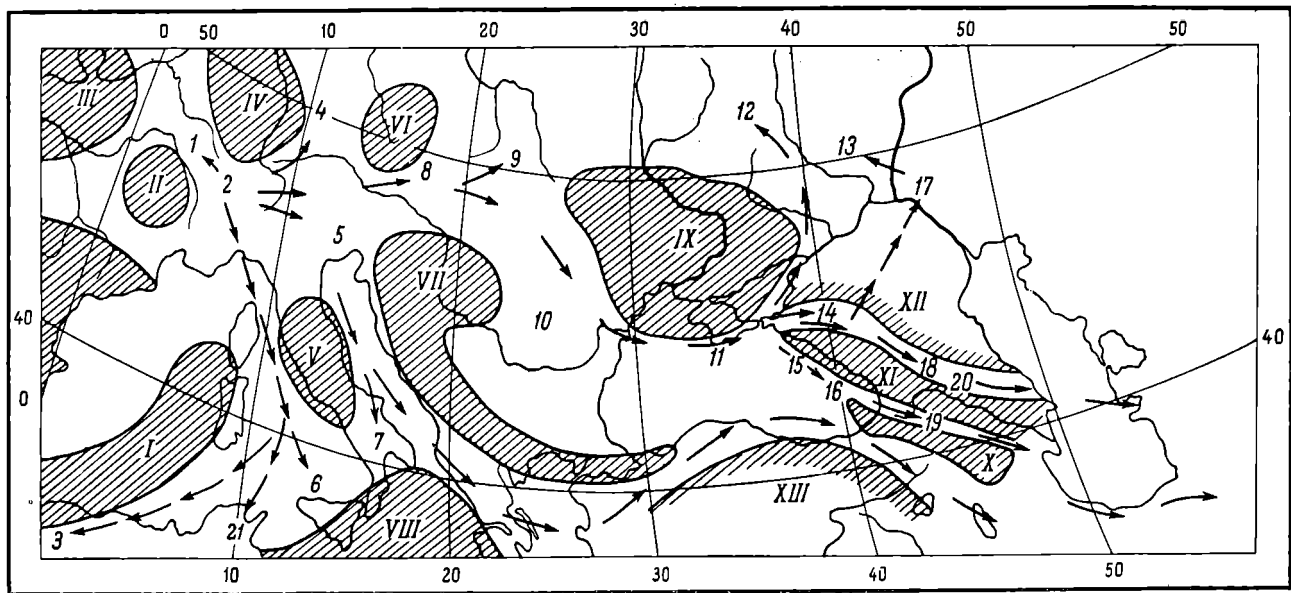 0 50 10 20 30 40 50 50
III IV 4 VI 12
1 8 9 13
II 2 17
5 VII IX
XII
40 10 14
V 11 15 18 40
16 XI 20
0 19
I 7 X
6 XIII
3 21 VIII
10 20 30 40 50